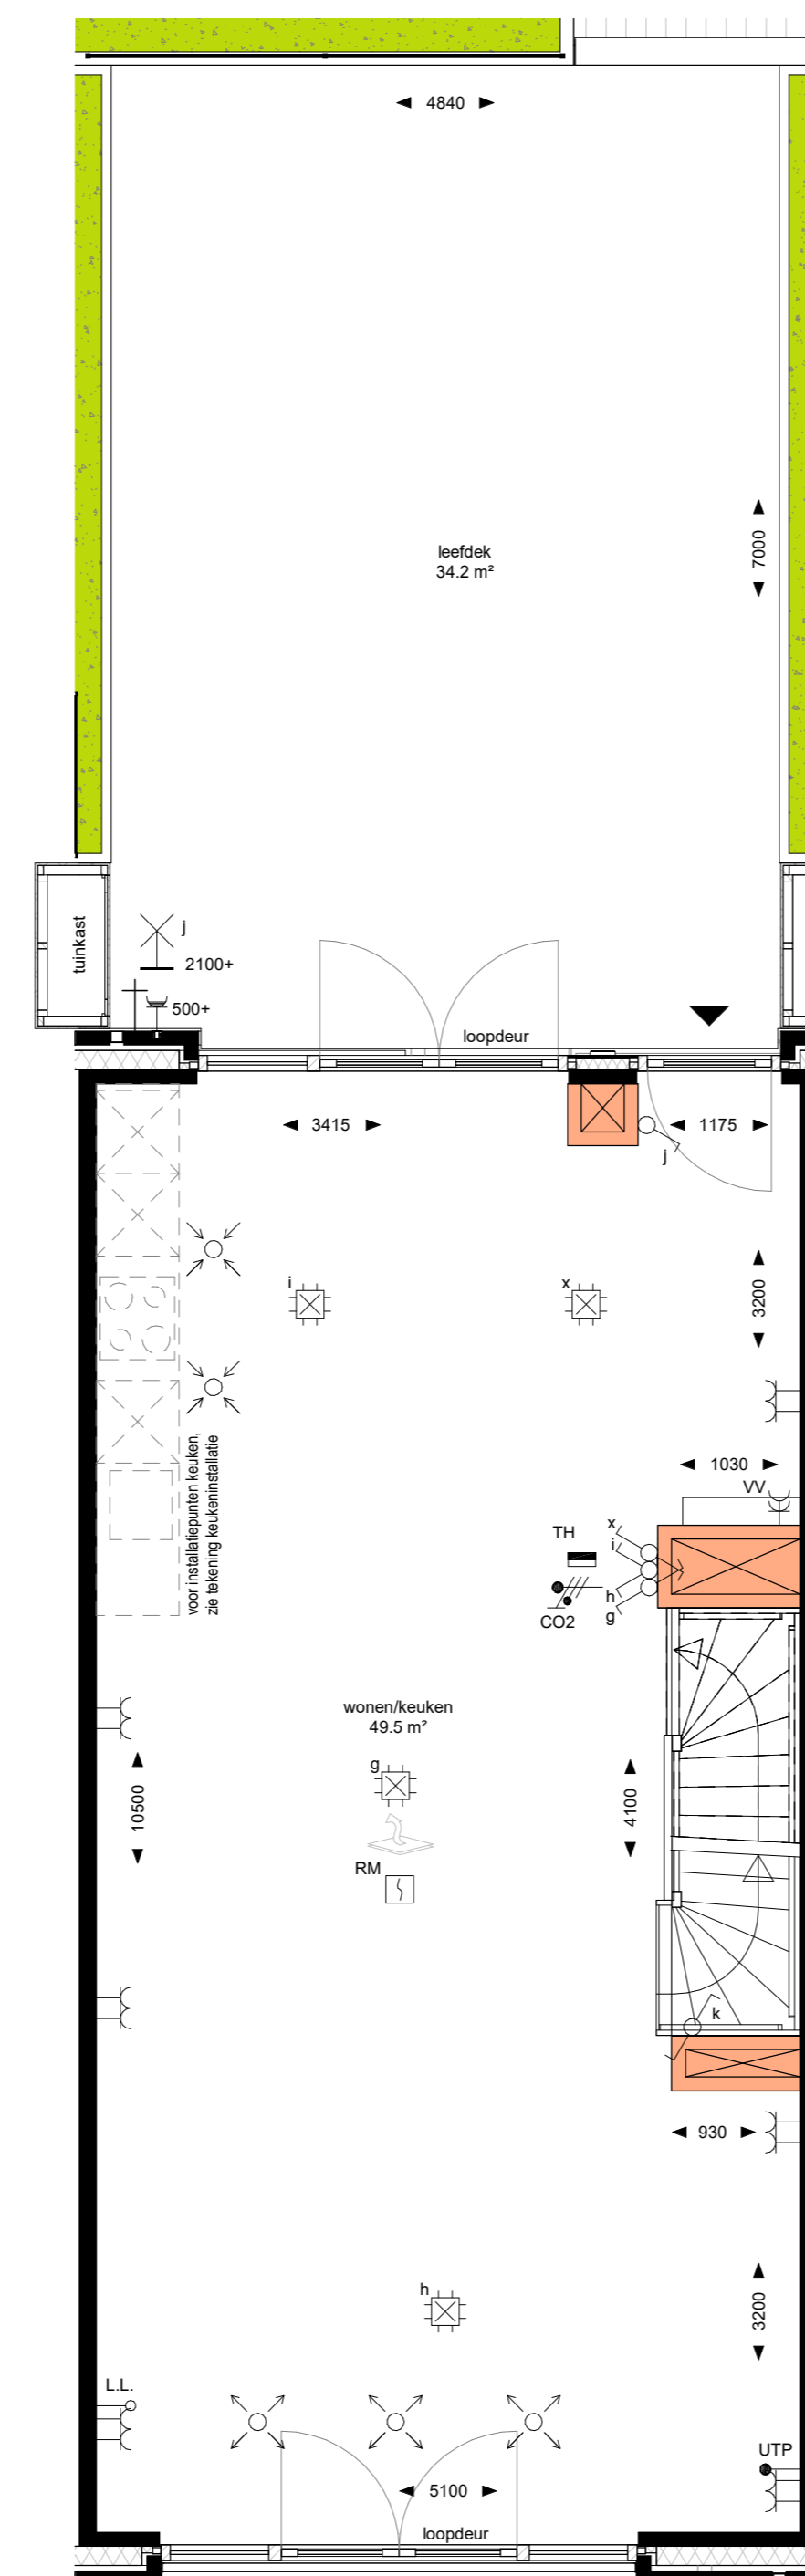 4840
leefdek
34.2 m²
7000
tuinkast
j
2100+
500+
loopdeur
3415
1175
j
i
x
3200
1030
VV
voor installatiepunten keuken,
zie tekening keukeninstallatie
TH
x
i
h
g
CO2
wonen/keuken
49.5 m²
g
10500
4100
RM
k
930
h
3200
L.L.
UTP
5100
loopdeur